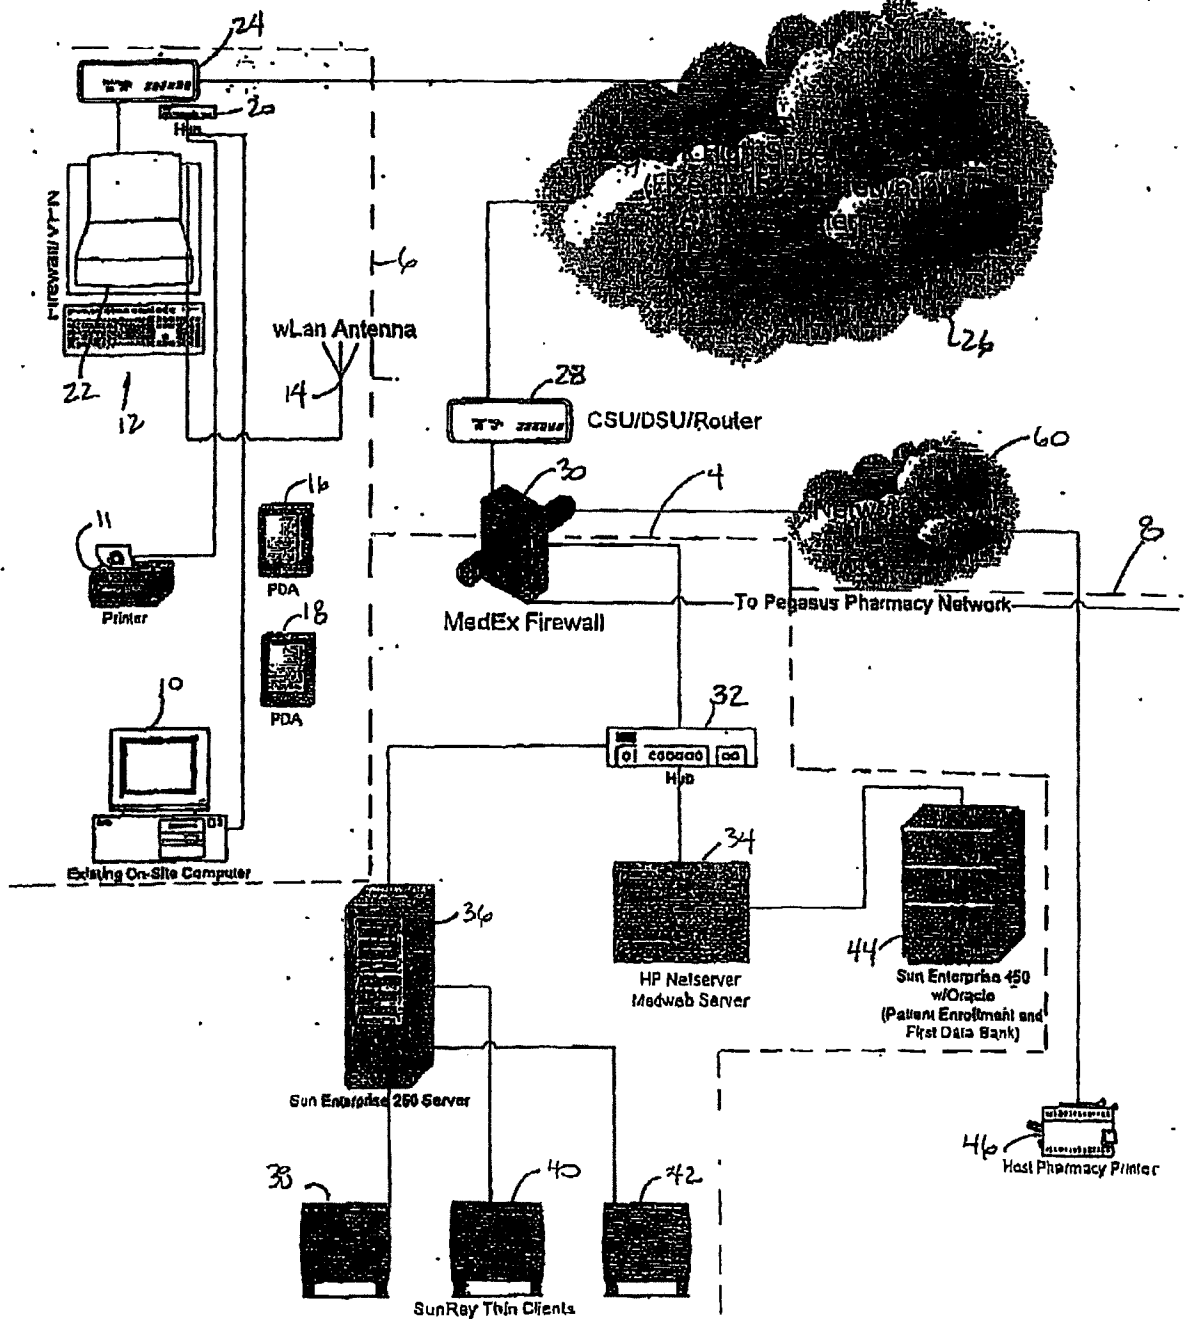 24
20
Hub
Firewall/VPN
6
wLan Antenna
26
22
12
14
28
CSU/DSU/Router
60
16
30
4
Network
11
PDA
8
Printer
18
To Pegasus Pharmacy Network
MedEx Firewall
10
PDA
32
Hub
34
Existing On-Site Computer
36
44
HP Netserver
Medweb Server
Sun Enterprise 450
w/Oracle
(Patient Enrollment and
First Data Bank)
Sun Enterprise 250 Server
46
Host Pharmacy Printer
38
40
42
SunRay Thin Clients